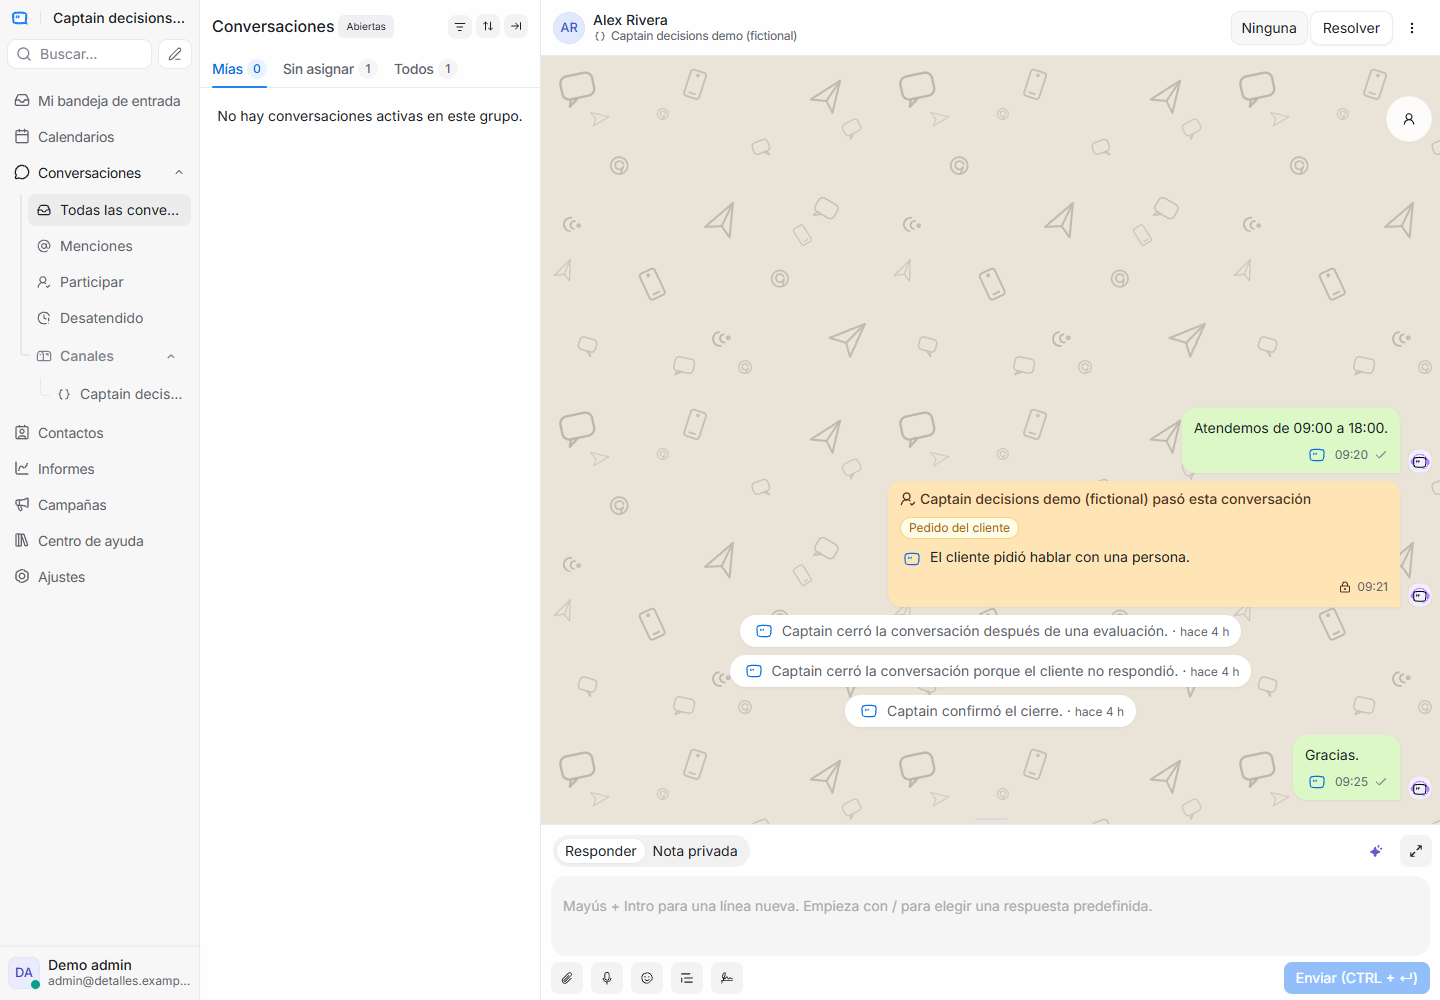 Captain decisions...
Buscar...
Mi bandeja de entrada
Calendarios
Conversaciones
Todas las conve...
Menciones
Participar
Desatendido
Canales
Captain decis...
Contactos
Informes
Campañas
Centro de ayuda
Ajustes
DA
Demo admin
admin@detalles.examp...
Conversaciones Abiertas
Mías 0 Sin asignar 1 Todos 1
No hay conversaciones activas en este grupo.
AR
Alex Rivera
Captain decisions demo (fictional)
Ninguna
Resolver
Atendemos de 09:00 a 18:00.
09:20
Captain decisions demo (fictional) pasó esta conversación
Pedido del cliente
El cliente pidió hablar con una persona.
09:21
Captain cerró la conversación después de una evaluación. · hace 4 h
Captain cerró la conversación porque el cliente no respondió. · hace 4 h
Captain confirmó el cierre. · hace 4 h
Gracias.
09:25
Responder Nota privada
Mayús + Intro para una línea nueva. Empieza con / para elegir una respuesta predefinida.
Enviar (CTRL + ↵)